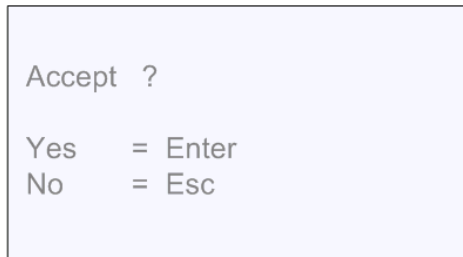 Accept ?
Yes = Enter
No = Esc